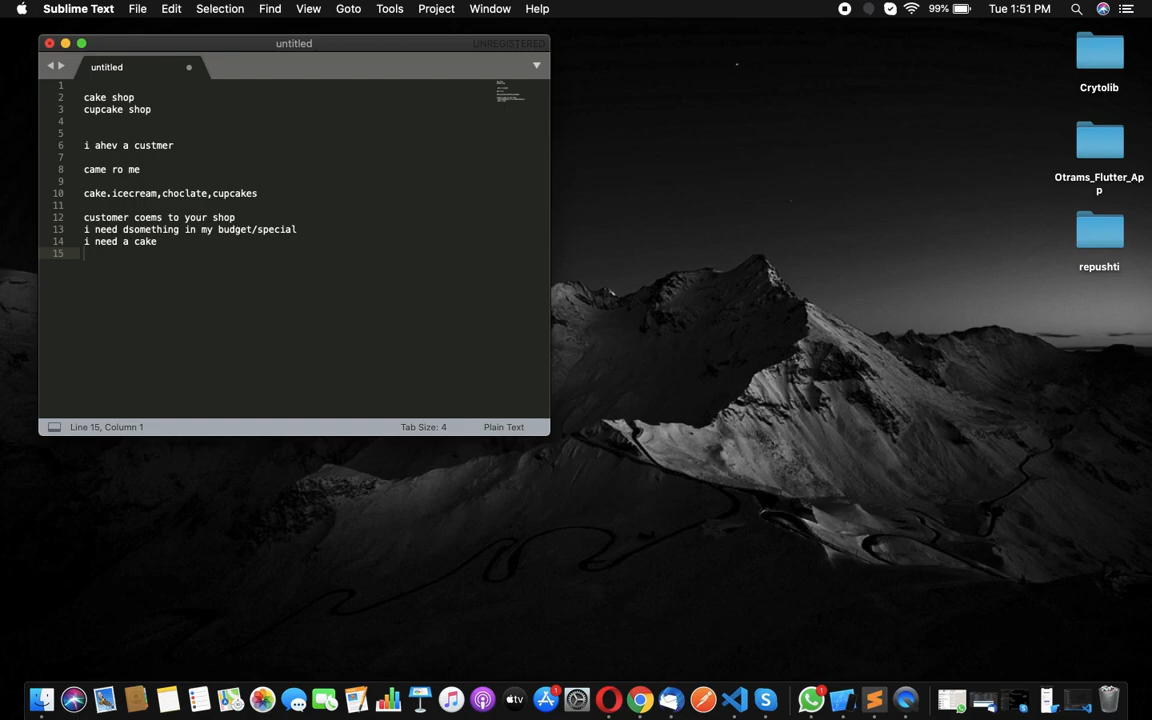 Sublime Text File Edit Selection Find View Goto Tools Project Window Help 99% Tue 1:51 PM
untitled UNREGISTERED
untitled
1
2 cake shop
3 cupcake shop
4
5
6 i ahev a custmer
7
8 came ro me
9
10 cake.icecream,choclate,cupcakes
11
12 customer coems to your shop
13 i need dsomething in my budget/special
14 i need a cake
15
Line 15, Column 1 Tab Size: 4 Plain Text
Crytolib
Otrams_Flutter_Ap
p
repushti
tv
1
1